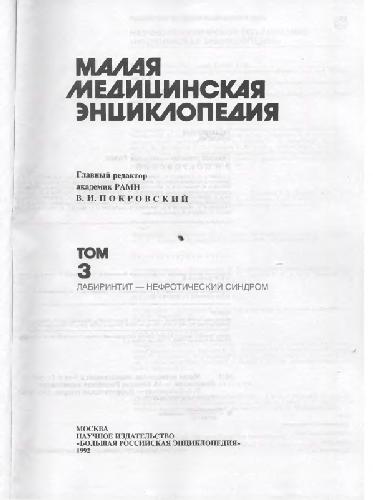 МАЛАЯ
МЕДИЦИНСКАЯ
ЭНЦИКЛОПЕДИЯ
Главный редактор
академик РАМН
В. И. ПОКРОВСКИЙ
ТОМ
3
ЛАБИРИНТИТ — НЕФРОТИЧЕСКИЙ СИНДРОМ
МОСКВА
НАУЧНОЕ ИЗДАТЕЛЬСТВО
«БОЛЬШАЯ РОССИЙСКАЯ ЭНЦИКЛОПЕДИЯ»
1992